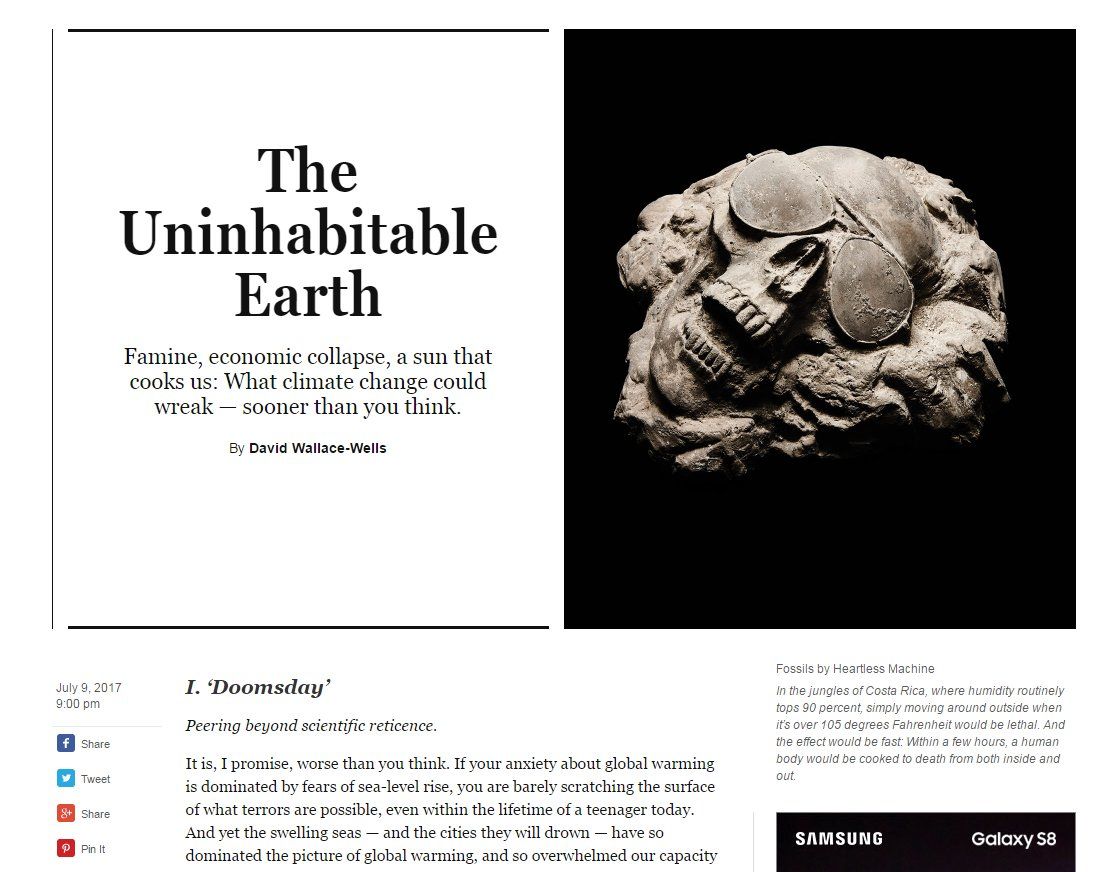 The
Uninhabitable
Earth
Famine, economic collapse, a sun that
cooks us: What climate change could
wreak — sooner than you think.
By David Wallace-Wells
July 9, 2017
9:00 pm
Share
Tweet
Share
Pin It
I. ‘Doomsday’
Peering beyond scientific reticence.
It is, I promise, worse than you think. If your anxiety about global warming
is dominated by fears of sea-level rise, you are barely scratching the surface
of what terrors are possible, even within the lifetime of a teenager today.
And yet the swelling seas — and the cities they will drown — have so
dominated the picture of global warming, and so overwhelmed our capacity
Fossils by Heartless Machine
In the jungles of Costa Rica, where humidity routinely
tops 90 percent, simply moving around outside when
it's over 105 degrees Fahrenheit would be lethal. And
the effect would be fast: Within a few hours, a human
body would be cooked to death from both inside and
out.
SAMSUNG
Galaxy S8